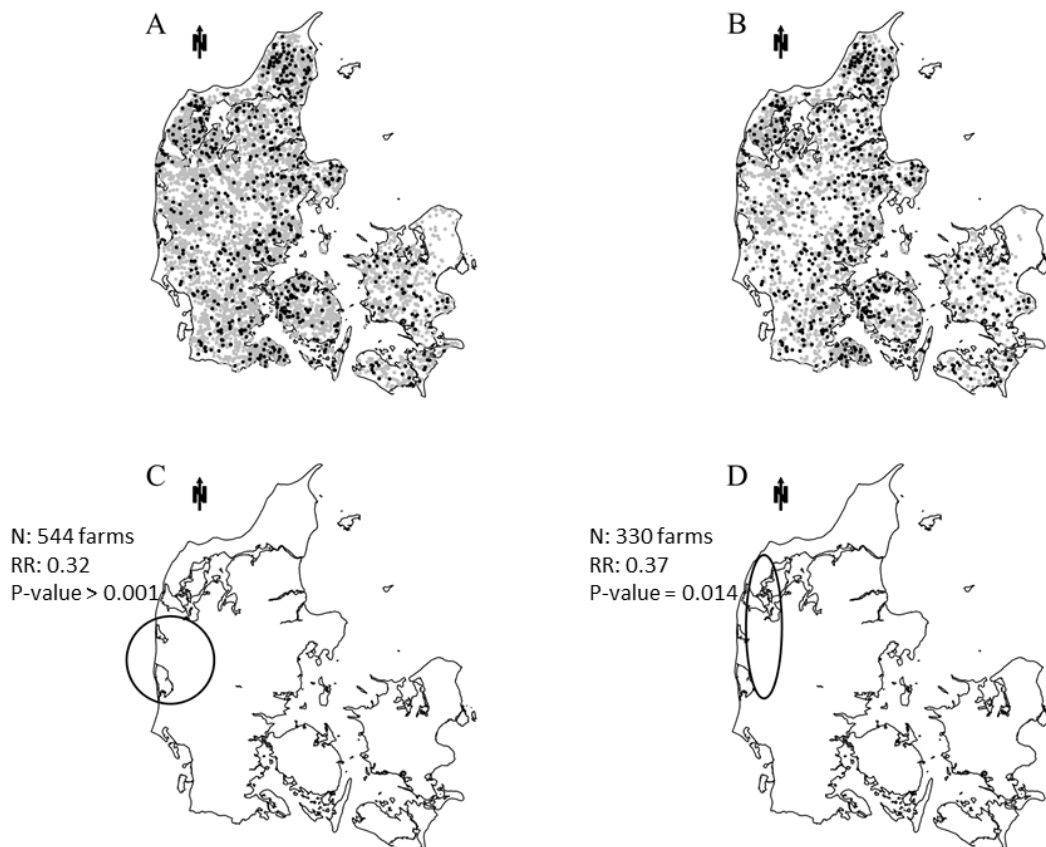 A
N
B
N
C
N
N: 544 farms
RR: 0.32
P-value > 0.001
D
N
N: 330 farms
RR: 0.37
P-value = 0.014